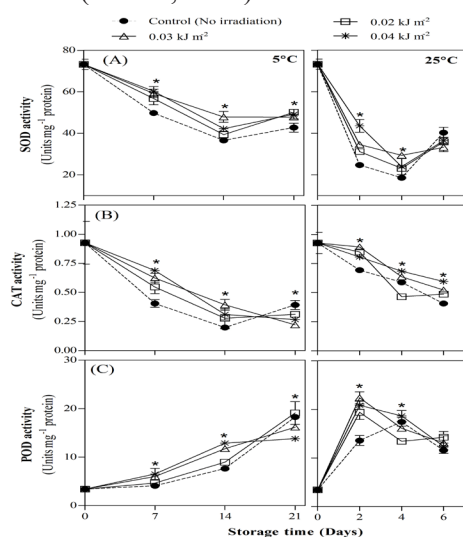 Control (No irradiation) 0.02 kJ m⁻²
0.03 kJ m⁻² 0.04 kJ m⁻²
(A) 5°C 25°C
SOD activity
(Units mg⁻¹ protein)
80
60
40
20
(B)
CAT activity
(Units mg⁻¹ protein)
1.25
1.00
0.75
0.50
0.25
0.00
(C)
POD activity
(Units mg⁻¹ protein)
30
20
10
0
0 7 14 21 0 2 4 6
Storage time (Days)